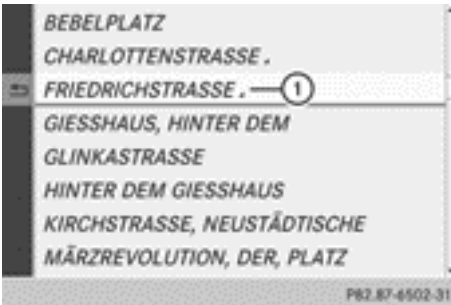 BEBELPLATZ
CHARLOTTENSTRASSE .
FRIEDRICHSTRASSE . 1
GIESSHAUS, HINTER DEM
GLINKASTRASSE
HINTER DEM GIESSHAUS
KIRCHSTRASSE, NEUSTÄDTISCHE
MÄRZREVOLUTION, DER, PLATZ
P82.87-6502-31